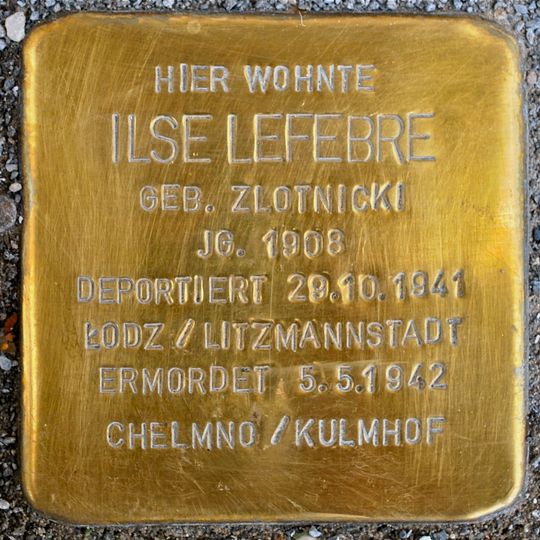 HIER WOHNTE
ILSE LEFEBRE
GEB. ZLOTNICKI
JG. 1908
DEPORTIERT 29.10.1941
ŁODZ / LITZMANNSTADT
ERMORDET 5.5.1942
CHELMNO / KULMHOF